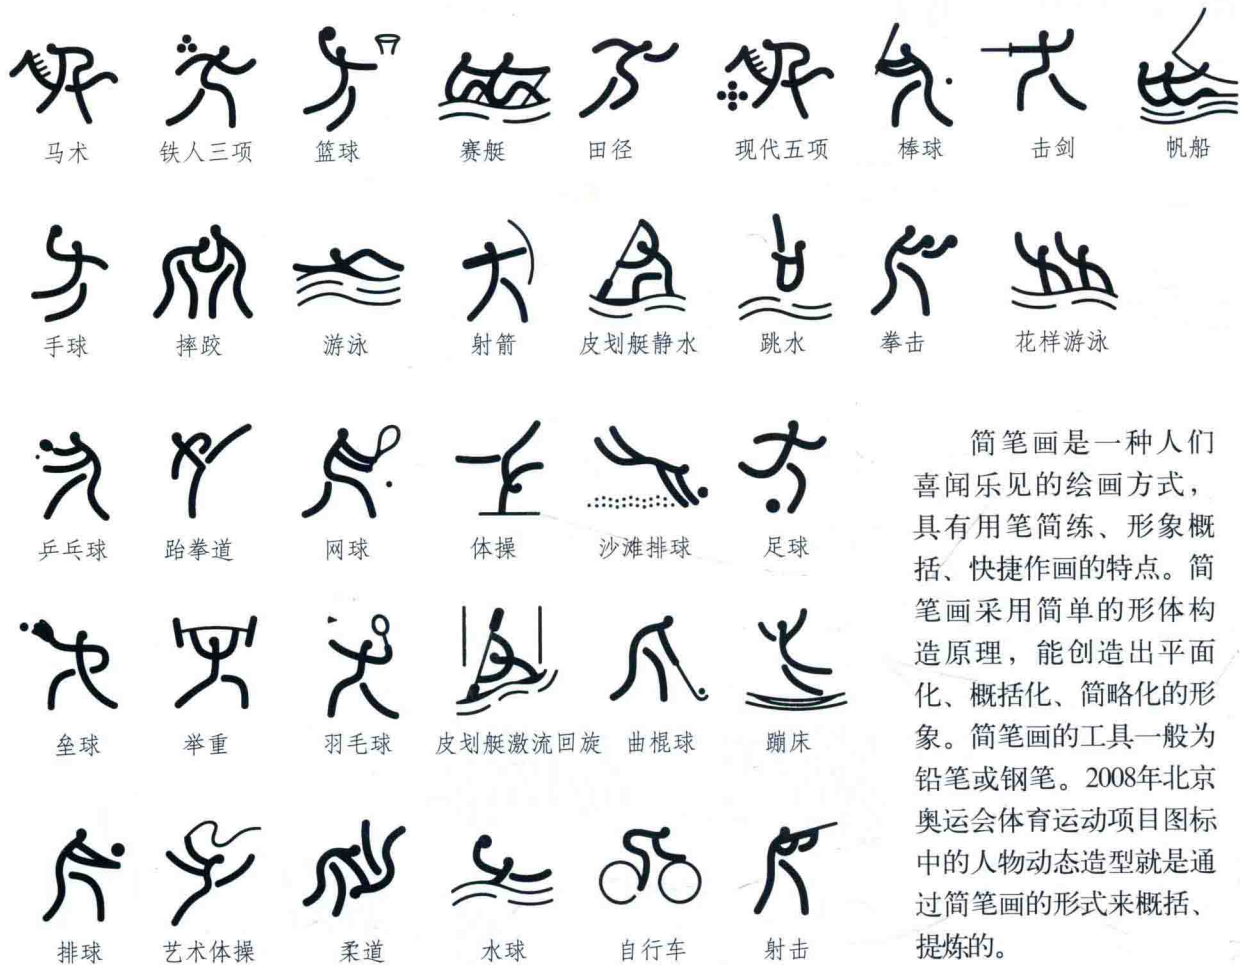 马术 铁人三项 篮球 赛艇 田径 现代五项 棒球 击剑 帆船
手球 摔跤 游泳 射箭 皮划艇静水 跳水 拳击 花样游泳
乒乓球 跆拳道 网球 体操 沙滩排球 足球
垒球 举重 羽毛球 皮划艇激流回旋 曲棍球 蹦床
排球 艺术体操 柔道 水球 自行车 射击
简笔画是一种人们
喜闻乐见的绘画方式，
具有用笔简练、形象概
括、快捷作画的特点。简
笔画采用简单的形体构
造原理，能创造出平面
化、概括化、简略化的形
象。简笔画的工具一般为
铅笔或钢笔。2008年北京
奥运会体育运动项目图标
中的人物动态造型就是通
过简笔画的形式来概括、
提炼的。